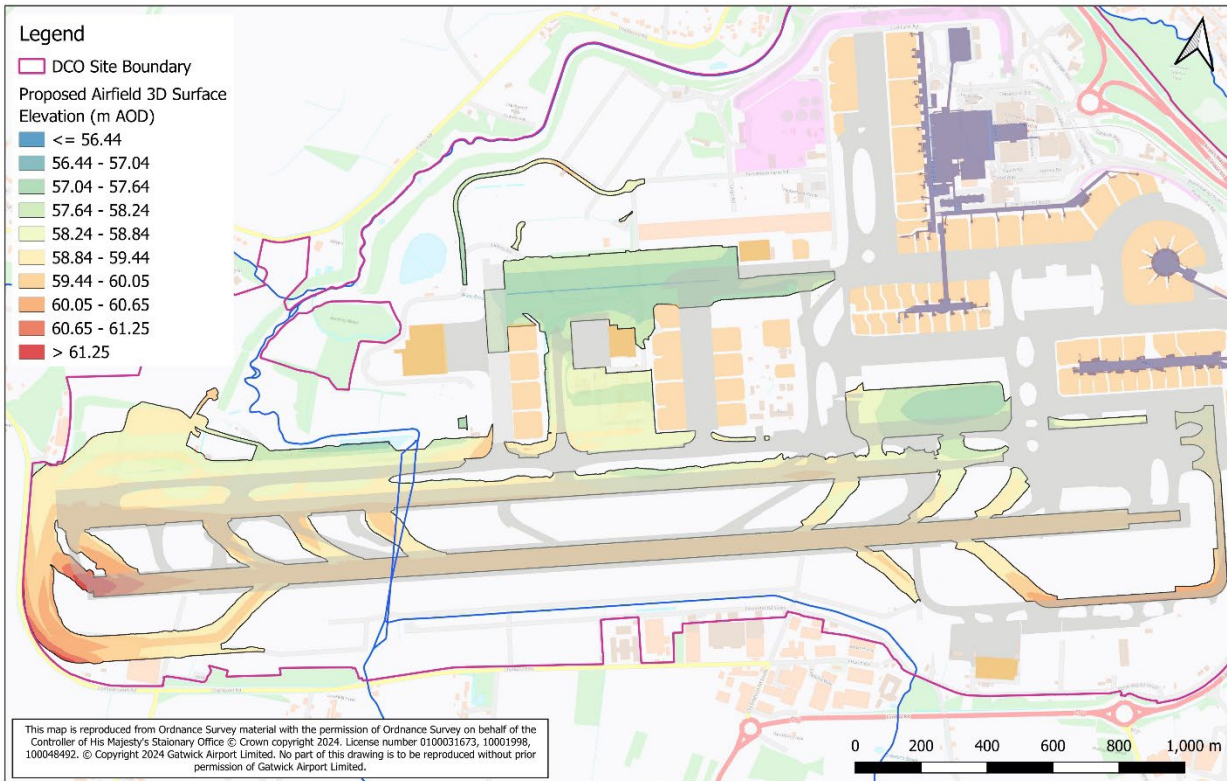 Legend
DCO Site Boundary
Proposed Airfield 3D Surface
Elevation (m AOD)
<= 56.44
56.44 - 57.04
57.04 - 57.64
57.64 - 58.24
58.24 - 58.84
58.84 - 59.44
59.44 - 60.05
60.05 - 60.65
60.65 - 61.25
> 61.25
This map is reproduced from Ordnance Survey material with the permission of Ordnance Survey on behalf of the
Controller of His Majesty's Staionary Office © Crown copyright 2024. License number 0100031673, 10001998,
100048492. © Copyright 2024 Gatwick Airport Limited. No part of this drawing is to be reproduced without prior
permission of Gatwick Airport Limited.
0 200 400 600 800 1,000 m